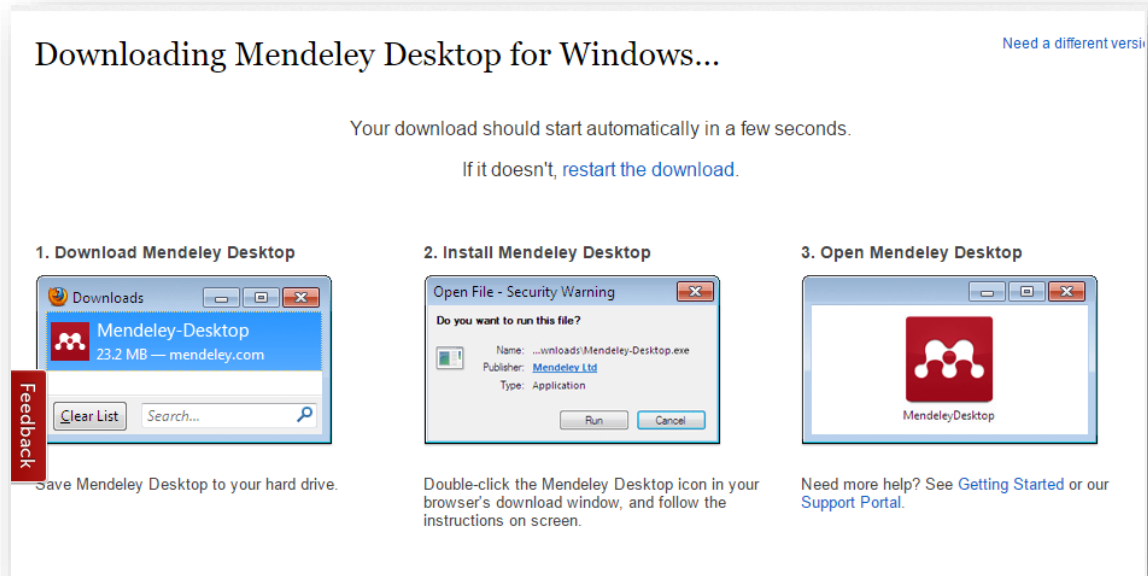 Downloading Mendeley Desktop for Windows...
Need a different
Your download should start automatically in a few seconds.
If it doesn't, restart the download.
1. Download Mendeley Desktop
Downloads
Mendeley-Desktop
23.2 MB — mendeley.com
Clear List
Search...
Feedback
Save Mendeley Desktop to your hard drive.
2. Install Mendeley Desktop
Open File - Security Warning
Do you want to run this file?
Name: ...wnloads\Mendeley-Desktop.exe
Publisher: Mendeley Ltd
Type: Application
Run
Cancel
Double-click the Mendeley Desktop icon in your
browser's download window, and follow the
instructions on screen.
3. Open Mendeley Desktop
MendeleyDesktop
Need more help? See Getting Started or our
Support Portal.